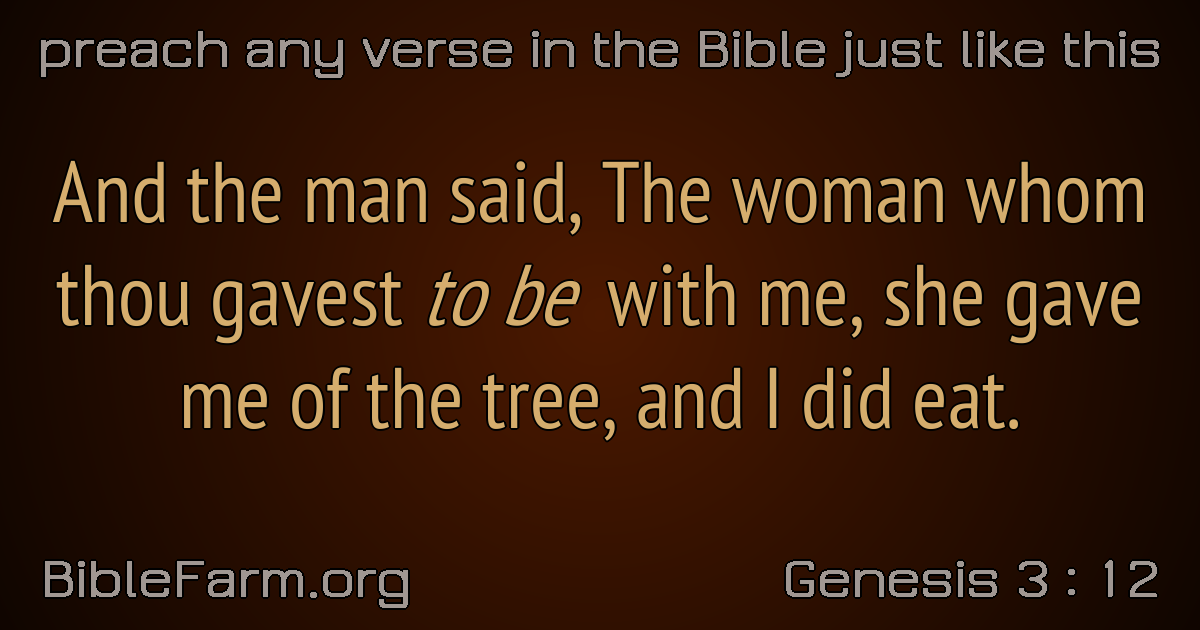 preach any verse in the Bible just like this
And the man said, The woman whom
thou gavest to be with me, she gave
me of the tree, and I did eat.
BibleFarm.org
Genesis 3 : 12